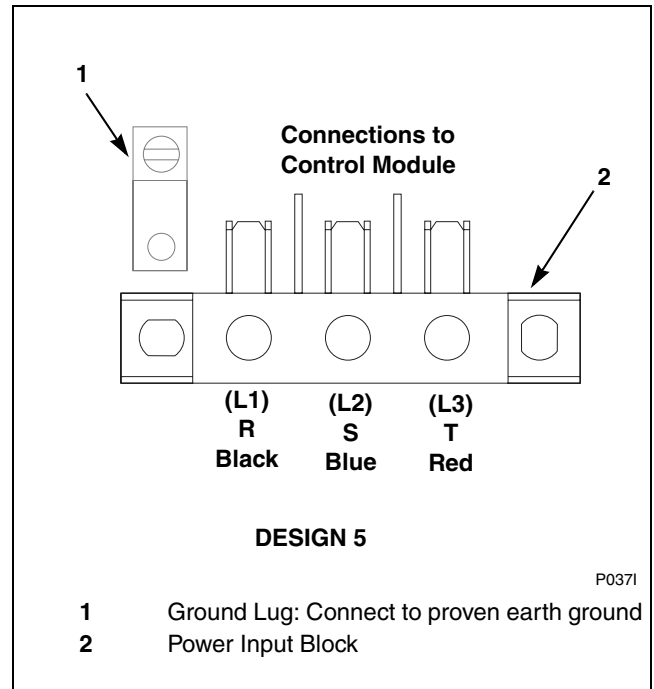 1
Connections to
Control Module
2
(L1) (L2) (L3)
R S T
Black Blue Red
DESIGN 5
P037I
1 Ground Lug: Connect to proven earth ground
2 Power Input Block